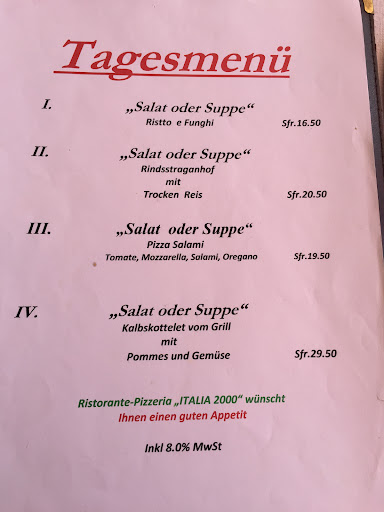 Tagesmenü
I. „Salat oder Suppe“
Ristto e Funghi Sfr.16.50
II. „Salat oder Suppe“
Rindsstraganhof
mit
Trocken Reis Sfr.20.50
III. „Salat oder Suppe“
Pizza Salami
Tomate, Mozzarella, Salami, Oregano Sfr.19.50
IV. „Salat oder Suppe“
Kalbskottelet vom Grill
mit
Pommes und Gemüse Sfr.29.50
Ristorante-Pizzeria „ITALIA 2000“ wünscht
Ihnen einen guten Appetit
Inkl 8.0% MwSt